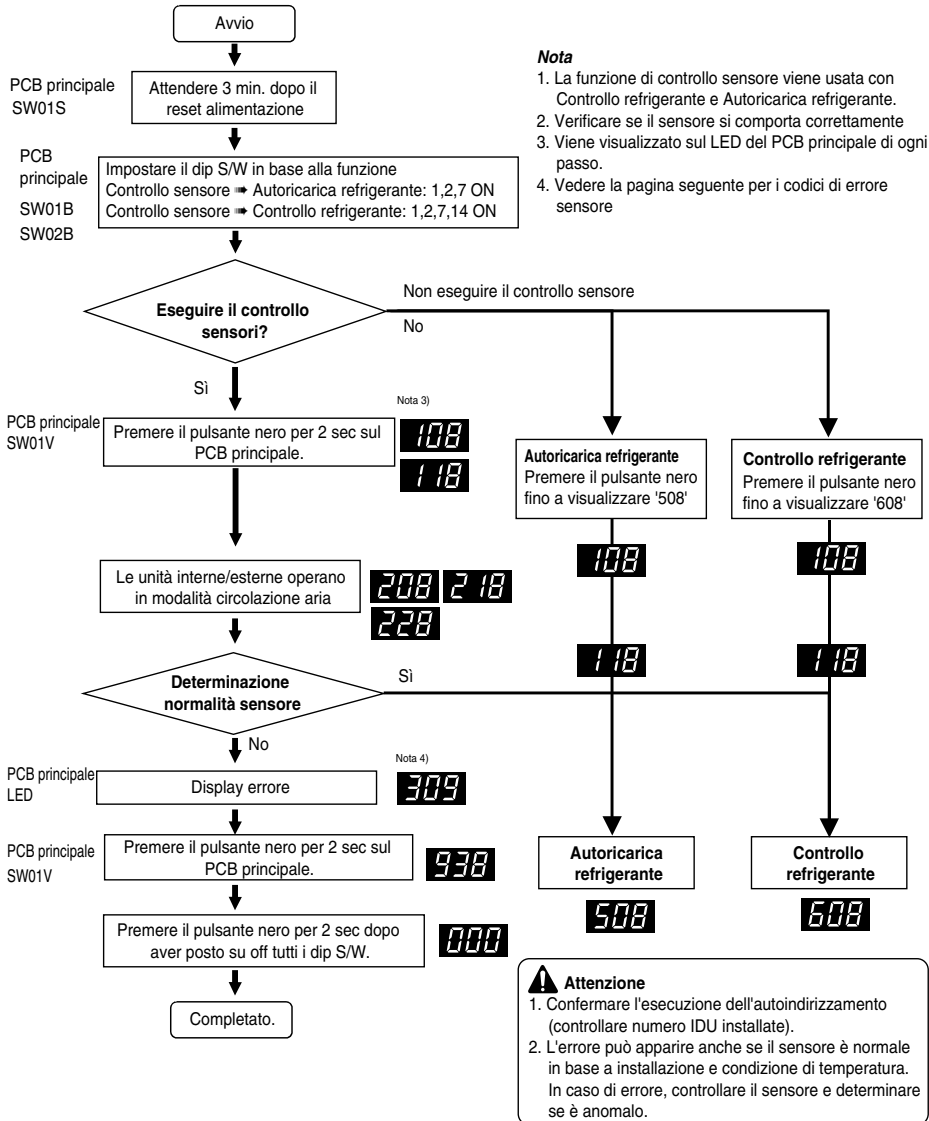 Avvio
PCB principale
SW01S
Attendere 3 min. dopo il
reset alimentazione
Nota
1. La funzione di controllo sensore viene usata con
Controllo refrigerante e Autoricarica refrigerante.
2. Verificare se il sensore si comporta correttamente
3. Viene visualizzato sul LED del PCB principale di ogni
passo.
4. Vedere la pagina seguente per i codici di errore
sensore
PCB
principale
SW01B
SW02B
Impostare il dip S/W in base alla funzione
Controllo sensore ➠ Autoricarica refrigerante: 1,2,7 ON
Controllo sensore ➠ Controllo refrigerante: 1,2,7,14 ON
Eseguire il controllo
sensori?
Non eseguire il controllo sensore
No
Sì
Nota 3)
PCB principale
SW01V
Premere il pulsante nero per 2 sec sul
PCB principale.
108
118
Autoricarica refrigerante
Premere il pulsante nero
fino a visualizzare '508'
Controllo refrigerante
Premere il pulsante nero
fino a visualizzare '608'
108
108
Le unità interne/esterne operano
in modalità circolazione aria
208 218
228
118
118
Determinazione
normalità sensore
Sì
No
Nota 4)
PCB principale
LED
Display errore
309
PCB principale
SW01V
Premere il pulsante nero per 2 sec sul
PCB principale.
938
Autoricarica
refrigerante
Controllo
refrigerante
508
608
Premere il pulsante nero per 2 sec dopo
aver posto su off tutti i dip S/W.
000
Completato.
Attenzione
1. Confermare l'esecuzione dell'autoindirizzamento
(controllare numero IDU installate).
2. L'errore può apparire anche se il sensore è normale
in base a installazione e condizione di temperatura.
In caso di errore, controllare il sensore e determinare
se è anomalo.